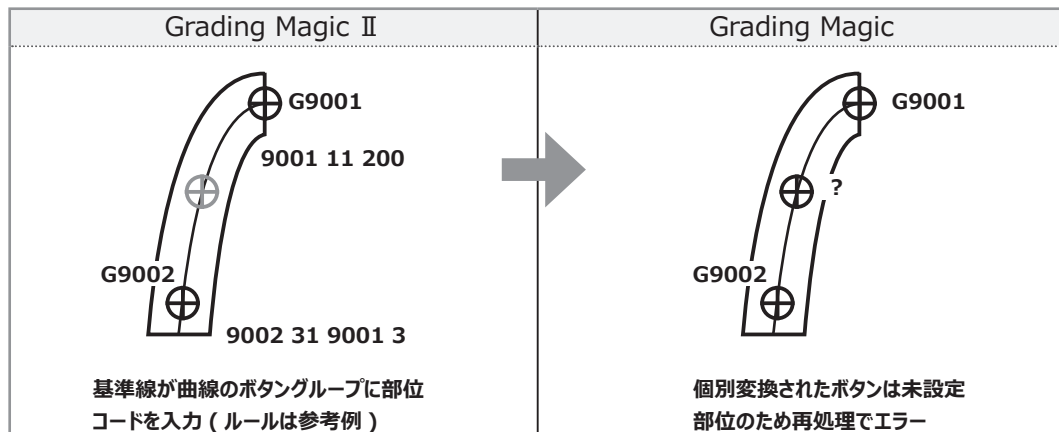 Grading Magic Ⅱ
Grading Magic
G9001
9001 11 200
G9002
9002 31 9001 3
基準線が曲線のボタングループに部位
コードを入力 ( ルールは参考例 )
G9001
?
G9002
個別変換されたボタンは未設定
部位のため再処理でエラー